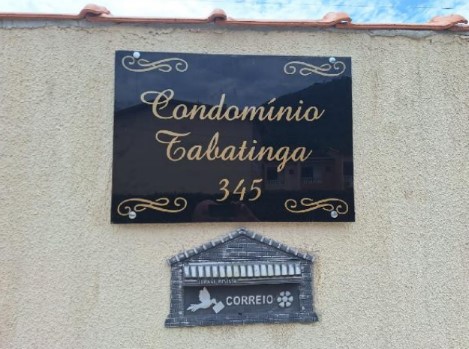 Condomínio
Tabatinga
345
CORREIO